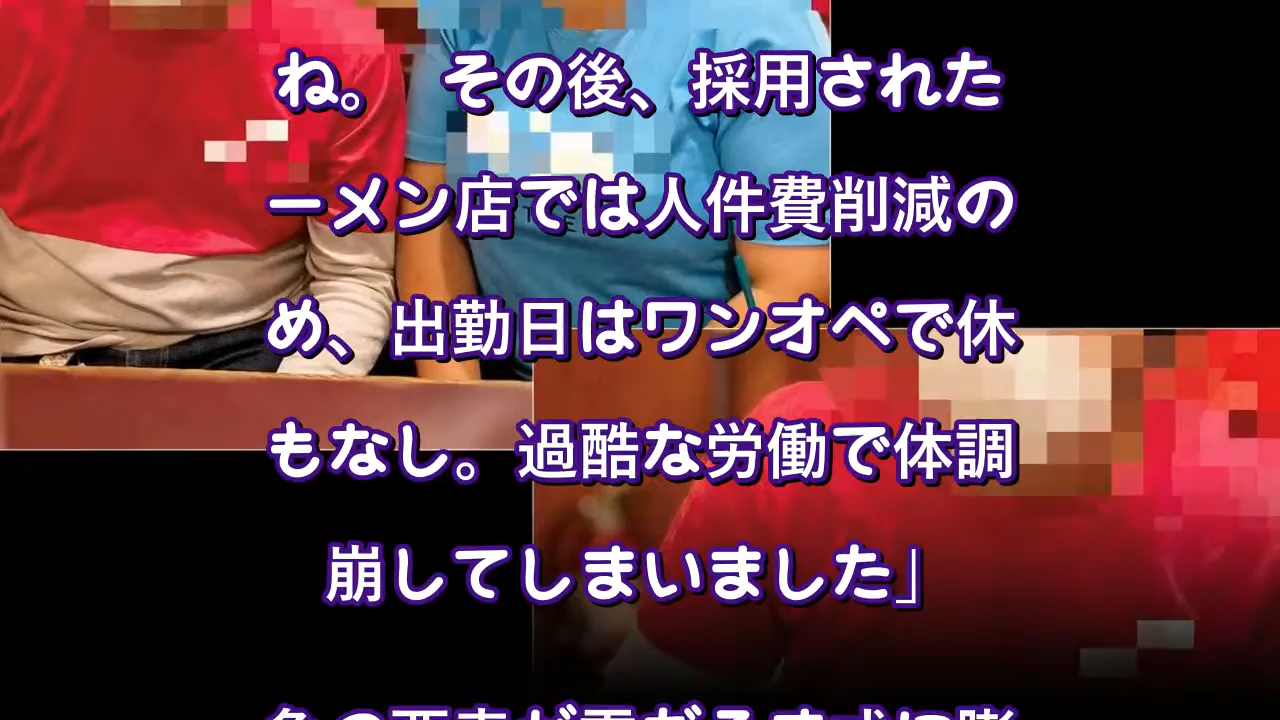 ね。　その後、採用された
ーメン店では人件費削減の
め、出勤日はワンオペで休
もなし。過酷な労働で体調
崩してしまいました」